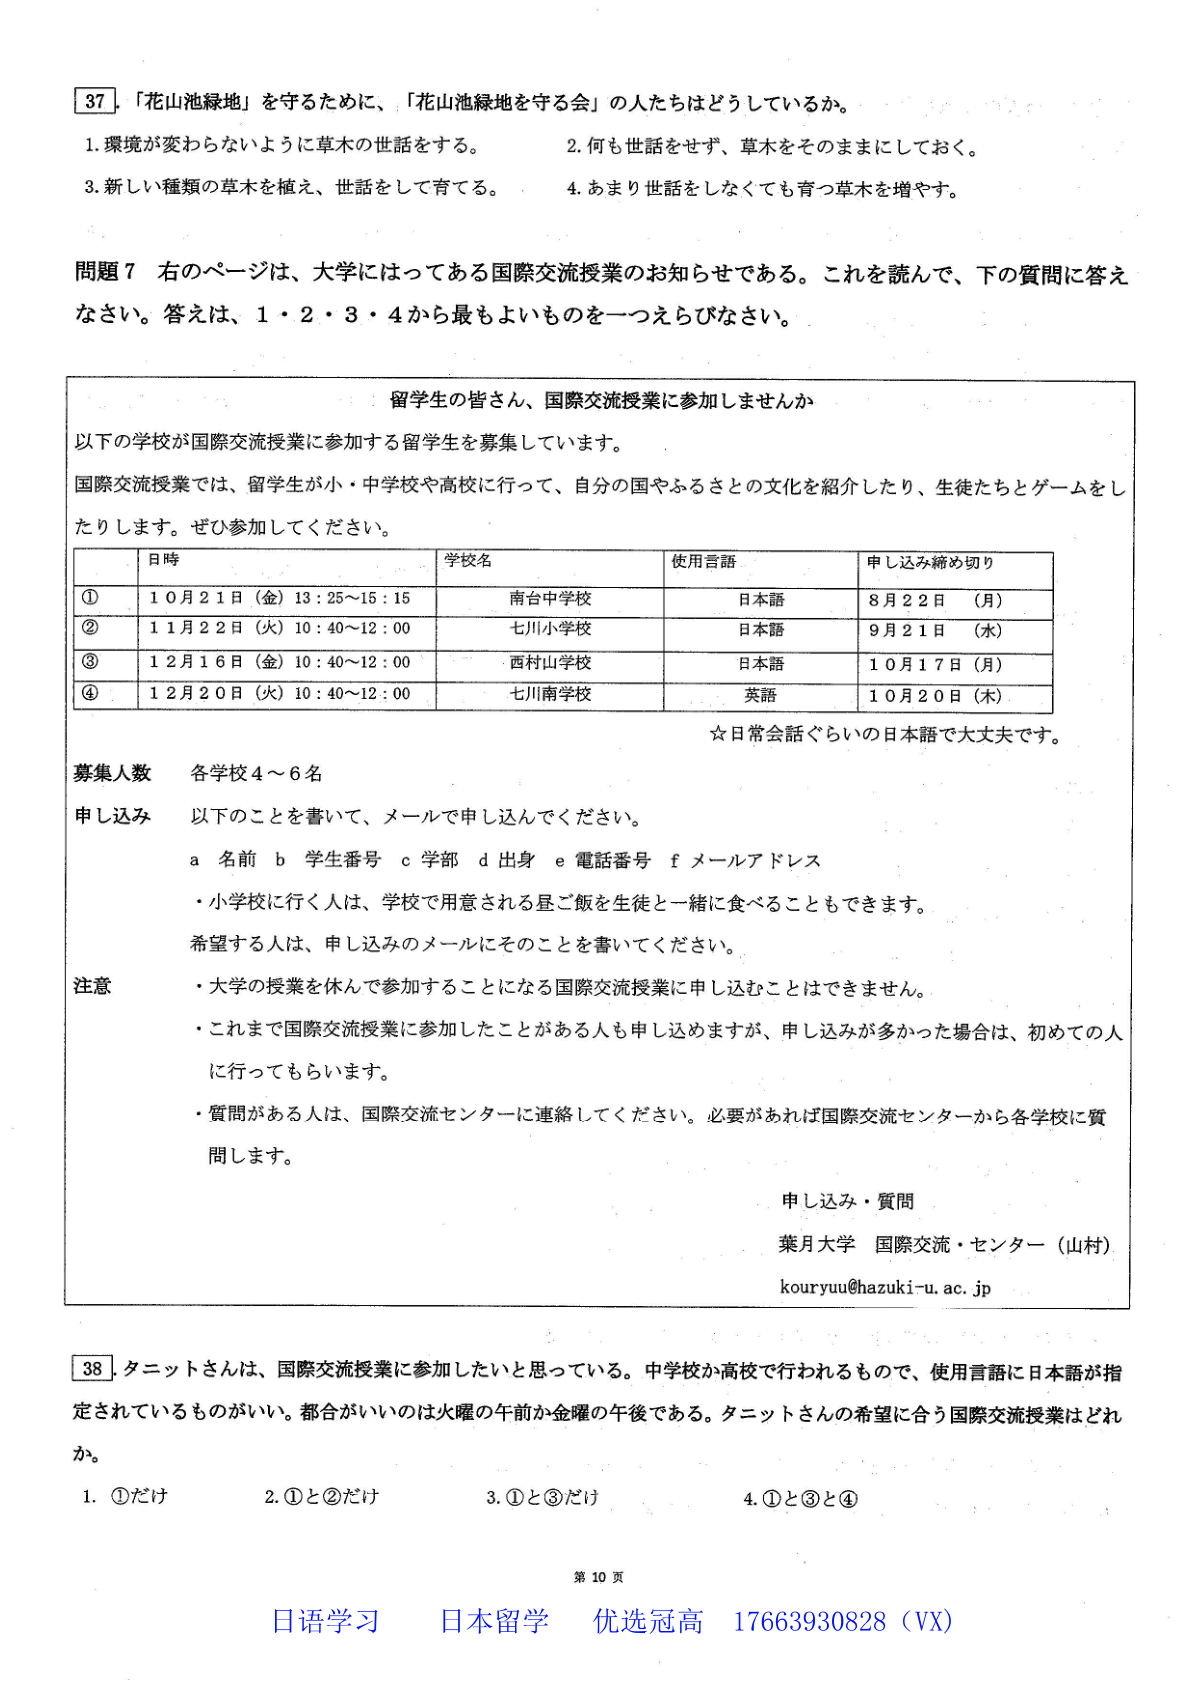 37.「花山池緑地」を守るために、「花山池緑地を守る会」の人たちはどうしているか。
1. 環境が変わらないように草木の世話をする。 2. 何も世話をせず、草木をそのままにしておく。
3. 新しい種類の草木を植え、世話をして育てる。 4. あまり世話をしなくても育つ草木を増やす。
問題7 右のページは、大学にはってある国際交流授業のお知らせである。これを読んで、下の質問に答え
なさい。答えは、1・2・3・4から最もよいものを一つえらびなさい。
留学生の皆さん、国際交流授業に参加しませんか
以下の学校が国際交流授業に参加する留学生を募集しています。
国際交流授業では、留学生が小・中学校や高校に行って、自分の国やふるさとの文化を紹介したり、生徒たちとゲームをし
たりします。ぜひ参加してください。
日時 学校名 使用言語 申し込み締め切り
① 10月21日(金)13:25～15:15 南台中学校 日本語 8月22日 (月)
② 11月22日(火)10:40～12:00 七川小学校 日本語 9月21日 (水)
③ 12月16日(金)10:40～12:00 西村山学校 日本語 10月17日(月)
④ 12月20日(火)10:40～12:00 七川南学校 英語 10月20日(木)
☆日常会話ぐらいの日本語で大丈夫です。
募集人数 各学校4～6名
申し込み 以下のことを書いて、メールで申し込んでください。
a 名前 b 学生番号 c 学部 d 出身 e 電話番号 f メールアドレス
・小学校に行く人は、学校で用意される昼ご飯を生徒と一緒に食べることもできます。
希望する人は、申し込みのメールにそのことを書いてください。
注意 ・大学の授業を休んで参加することになる国際交流授業に申し込むことはできません。
・これまで国際交流授業に参加したことがある人も申し込めますが、申し込みが多かった場合は、初めての人
に行ってもらいます。
・質問がある人は、国際交流センターに連絡してください。必要があれば国際交流センターから各学校に質
問します。
申し込み・質問
葉月大学 国際交流・センター(山村)
kouryuu@hazuki-u.ac.jp
38.タニットさんは、国際交流授業に参加したいと思っている。中学校か高校で行われるもので、使用言語に日本語が指
定されているものがいい。都合がいいのは火曜の午前か金曜の午後である。タニットさんの希望に合う国際交流授業はどれ
か。
1. ①だけ 2.①と②だけ 3.①と③だけ 4.①と③と④
第 10 页
日语学习 日本留学 优选冠高 17663930828(VX)